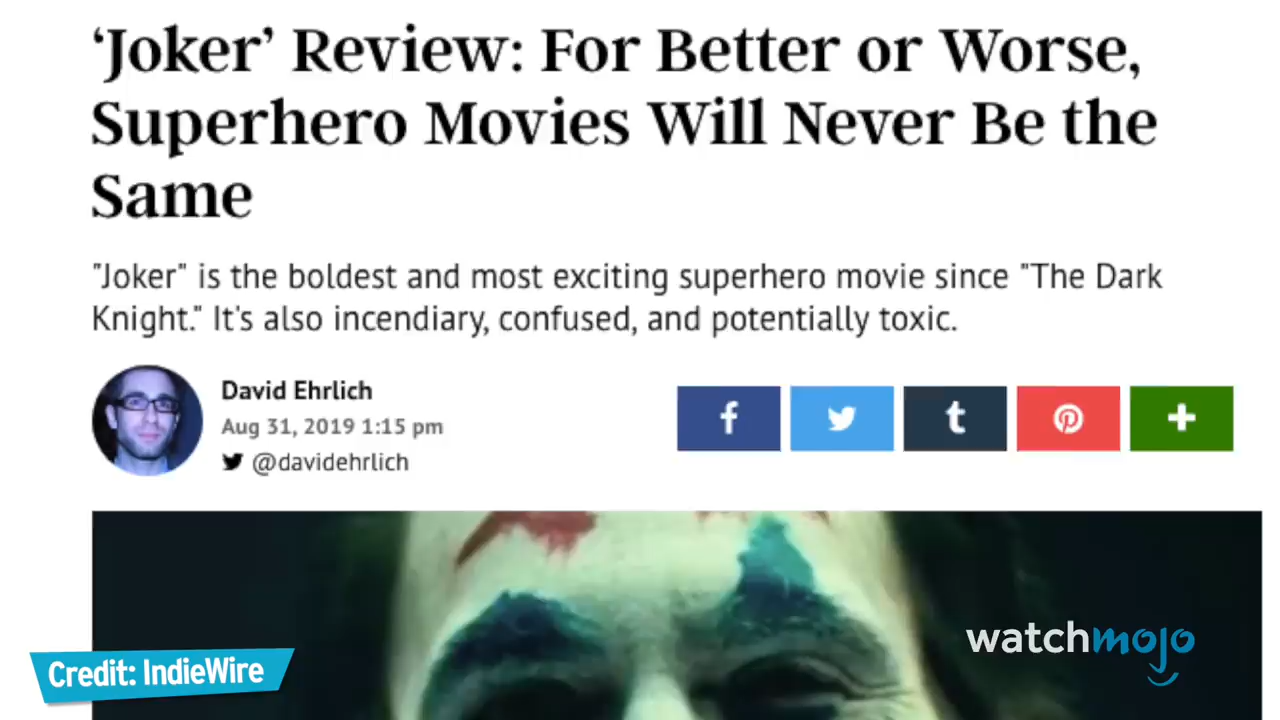 ‘Joker’ Review: For Better or Worse,
Superhero Movies Will Never Be the
Same
"Joker" is the boldest and most exciting superhero movie since "The Dark
Knight." It's also incendiary, confused, and potentially toxic.
David Ehrlich
Aug 31, 2019 1:15 pm
@davidehrlich
watchmojo
Credit: IndieWire